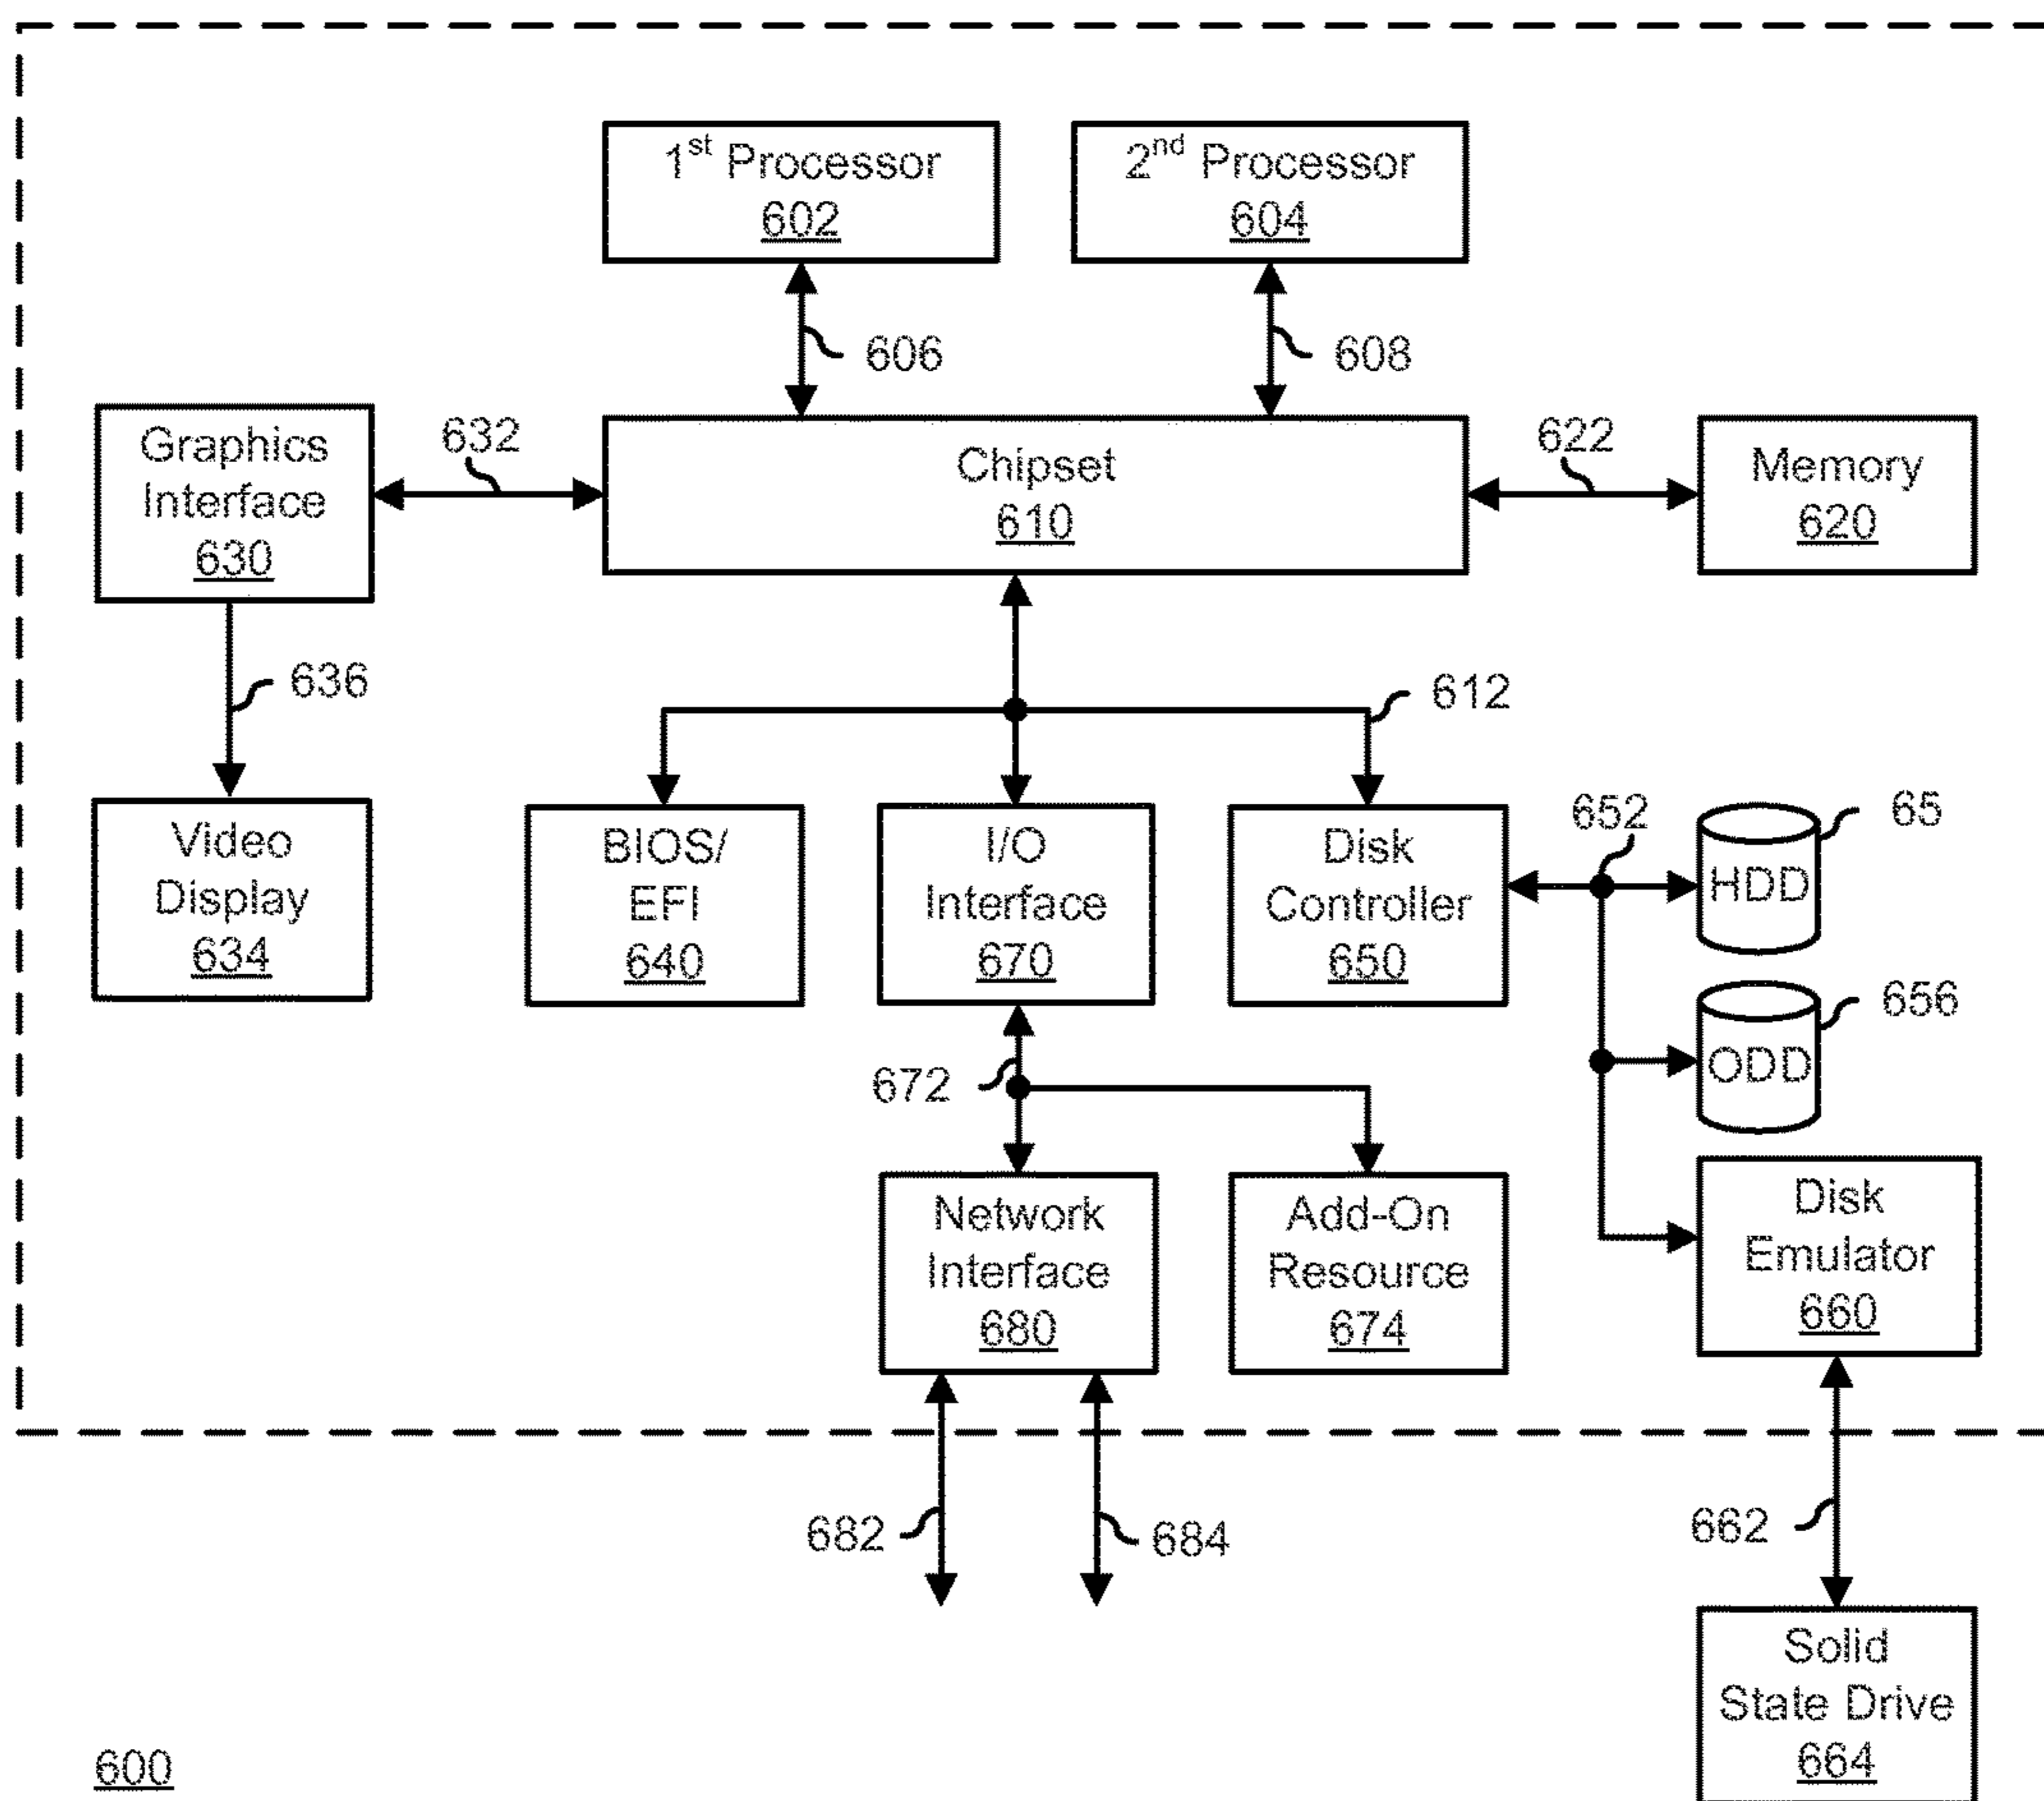 1st Processor
602
2nd Processor
604
606
608
Graphics
Interface
630
632
Chipset
610
622
Memory
620
636
612
Video
Display
634
BIOS/
EFI
640
I/O
Interface
670
Disk
Controller
650
652
HDD
65
ODD
656
672
Network
Interface
680
Add-On
Resource
674
Disk
Emulator
660
682
684
662
Solid
State Drive
664
600